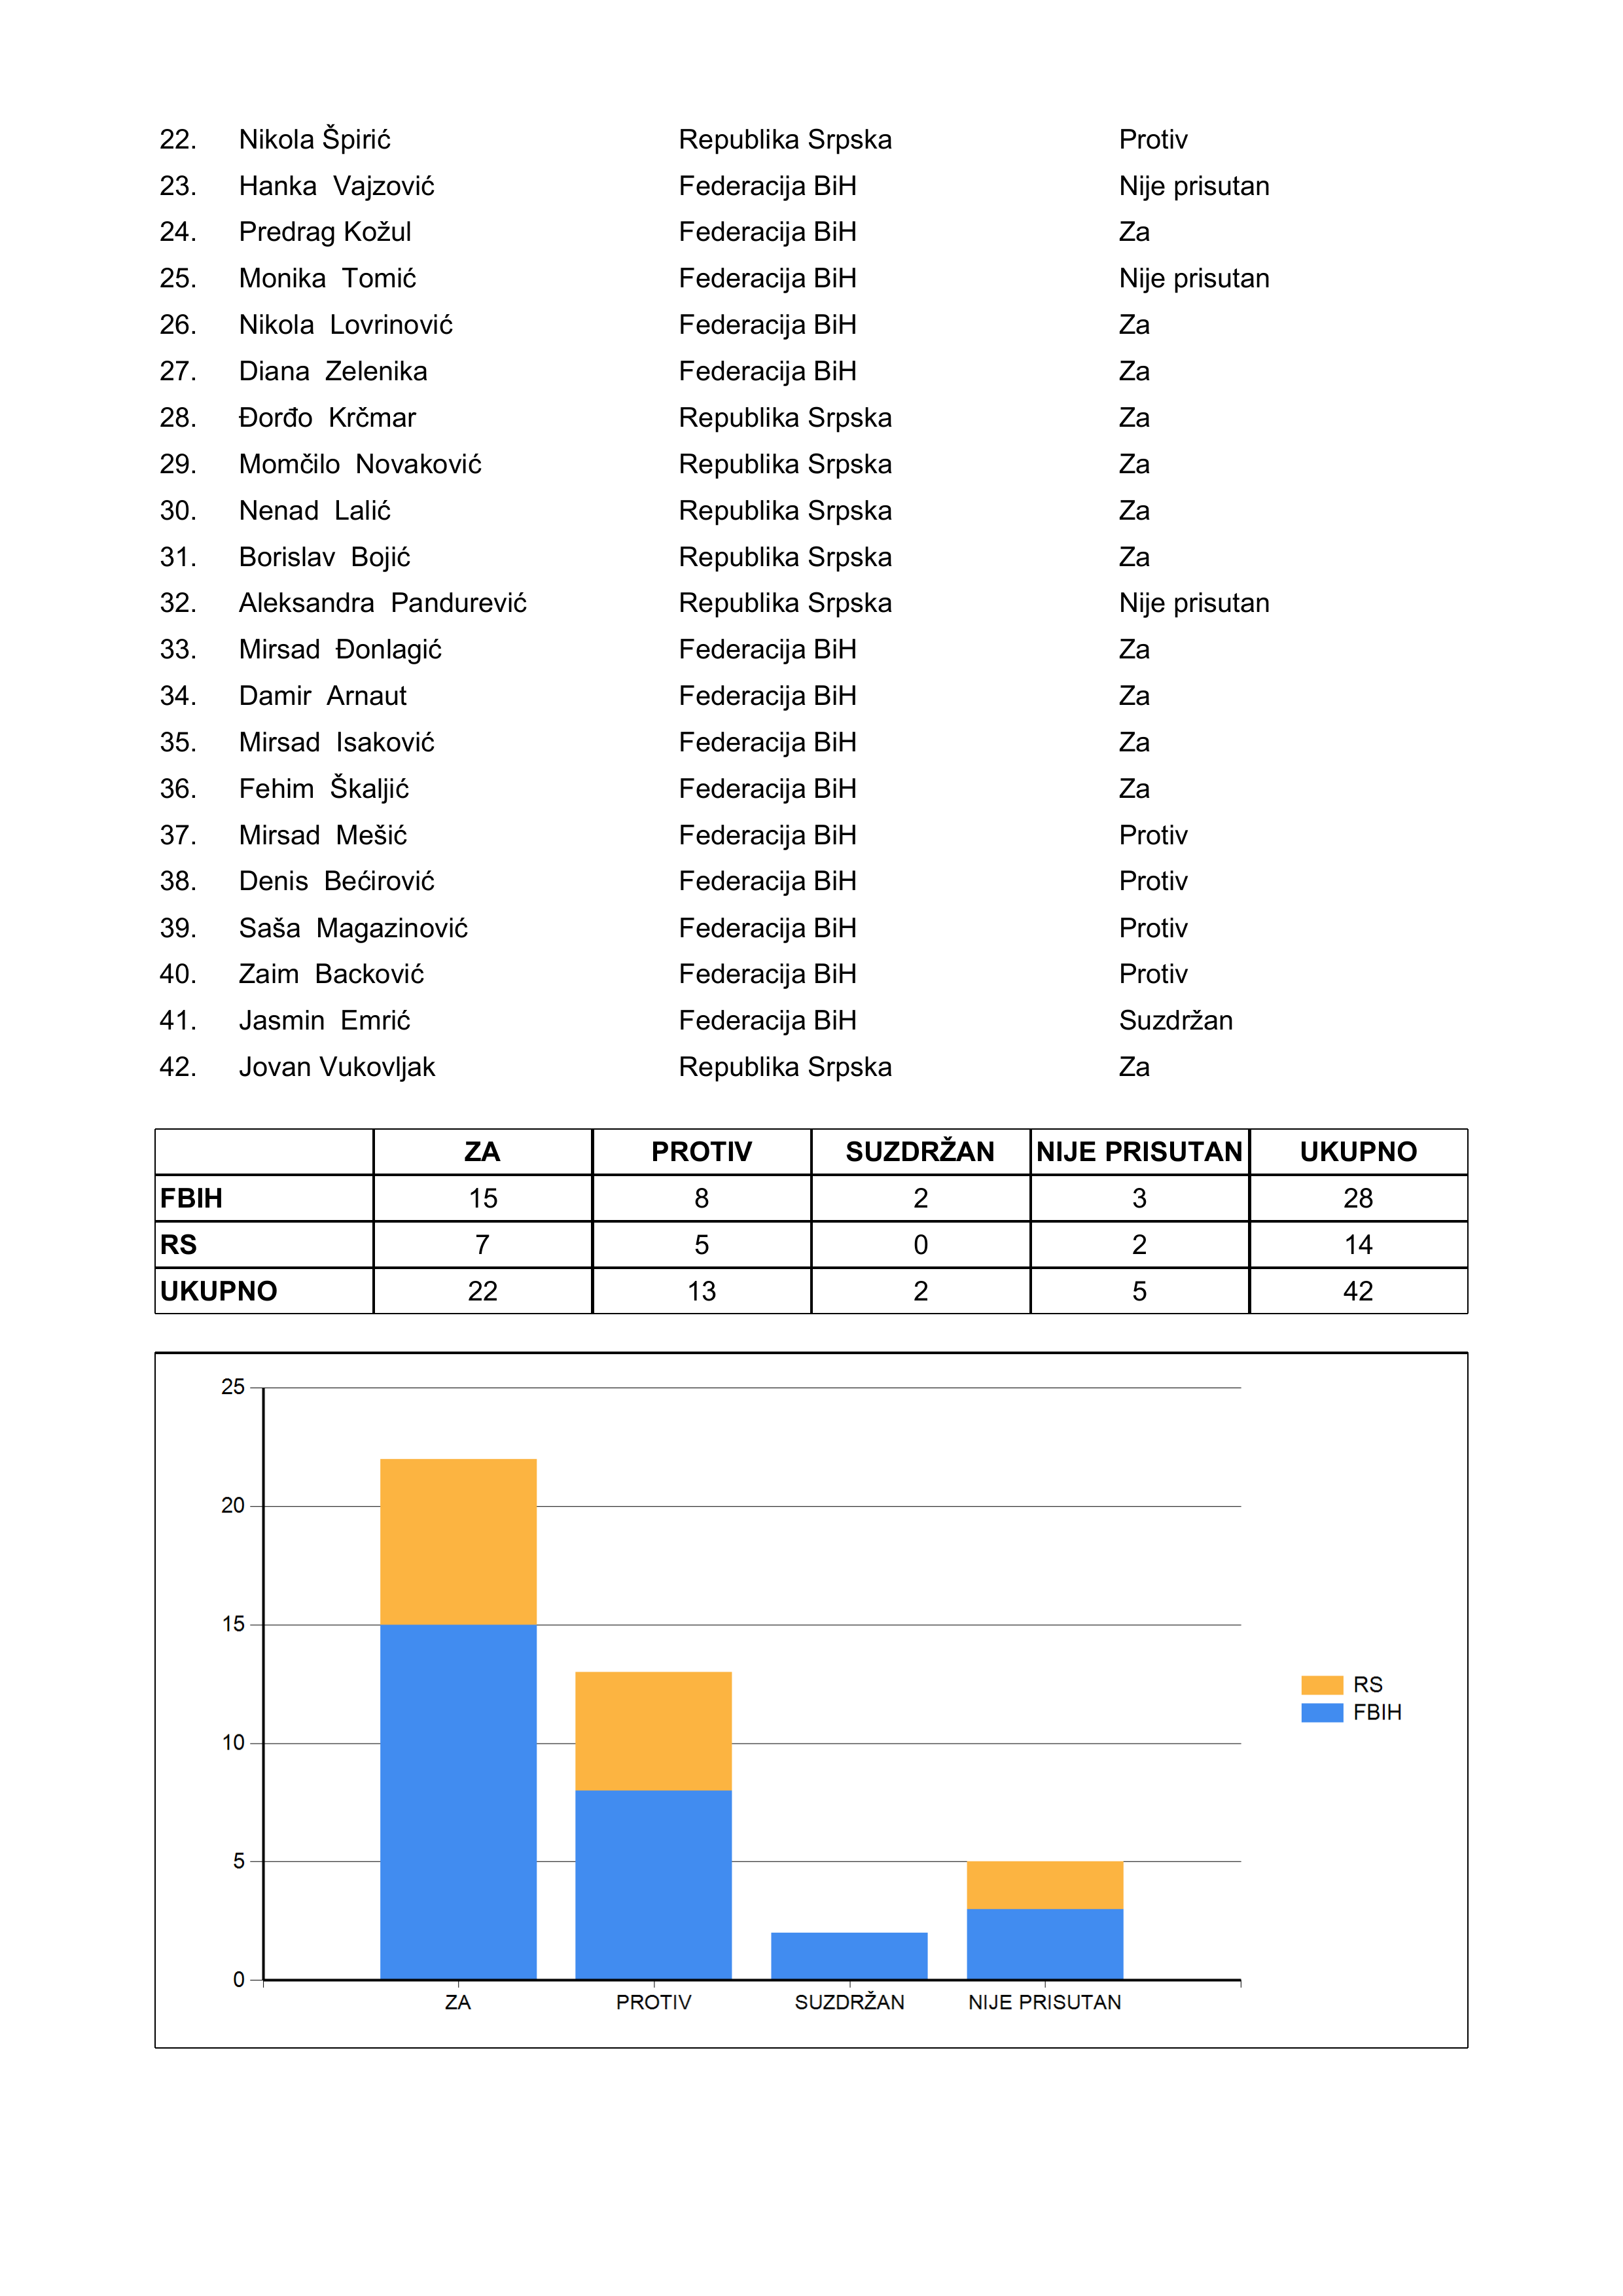 22. Nikola Špirić Republika Srpska Protiv
23. Hanka Vajzović Federacija BiH Nije prisutan
24. Predrag Kožul Federacija BiH Za
25. Monika Tomić Federacija BiH Nije prisutan
26. Nikola Lovrinović Federacija BiH Za
27. Diana Zelenika Federacija BiH Za
28. Đorđo Krčmar Republika Srpska Za
29. Momčilo Novaković Republika Srpska Za
30. Nenad Lalić Republika Srpska Za
31. Borislav Bojić Republika Srpska Za
32. Aleksandra Pandurević Republika Srpska Nije prisutan
33. Mirsad Đonlagić Federacija BiH Za
34. Damir Arnaut Federacija BiH Za
35. Mirsad Isaković Federacija BiH Za
36. Fehim Škaljić Federacija BiH Za
37. Mirsad Mešić Federacija BiH Protiv
38. Denis Bećirović Federacija BiH Protiv
39. Saša Magazinović Federacija BiH Protiv
40. Zaim Backović Federacija BiH Protiv
41. Jasmin Emrić Federacija BiH Suzdržan
42. Jovan Vukovljak Republika Srpska Za
ZA PROTIV SUZDRŽAN NIJE PRISUTAN UKUPNO
FBIH 15 8 2 3 28
RS 7 5 0 2 14
UKUPNO 22 13 2 5 42
25
20
15
10
5
0
ZA PROTIV SUZDRŽAN NIJE PRISUTAN
RS
FBIH